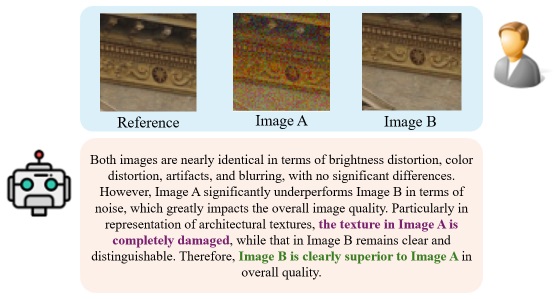 Reference
Image A
Image B
Both images are nearly identical in terms of brightness distortion, color
distortion, artifacts, and blurring, with no significant differences.
However, Image A significantly underperforms Image B in terms of
noise, which greatly impacts the overall image quality. Particularly in
representation of architectural textures, the texture in Image A is
completely damaged, while that in Image B remains clear and
distinguishable. Therefore, Image B is clearly superior to Image A in
overall quality.